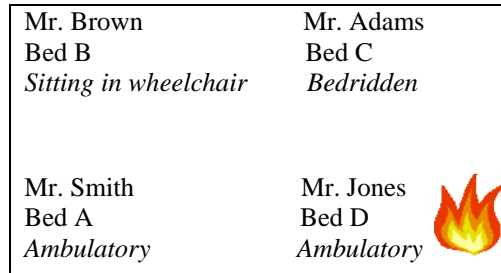 Mr. Brown
Bed B
Sitting in wheelchair
Mr. Adams
Bed C
Bedridden
Mr. Smith
Bed A
Ambulatory
Mr. Jones
Bed D
Ambulatory